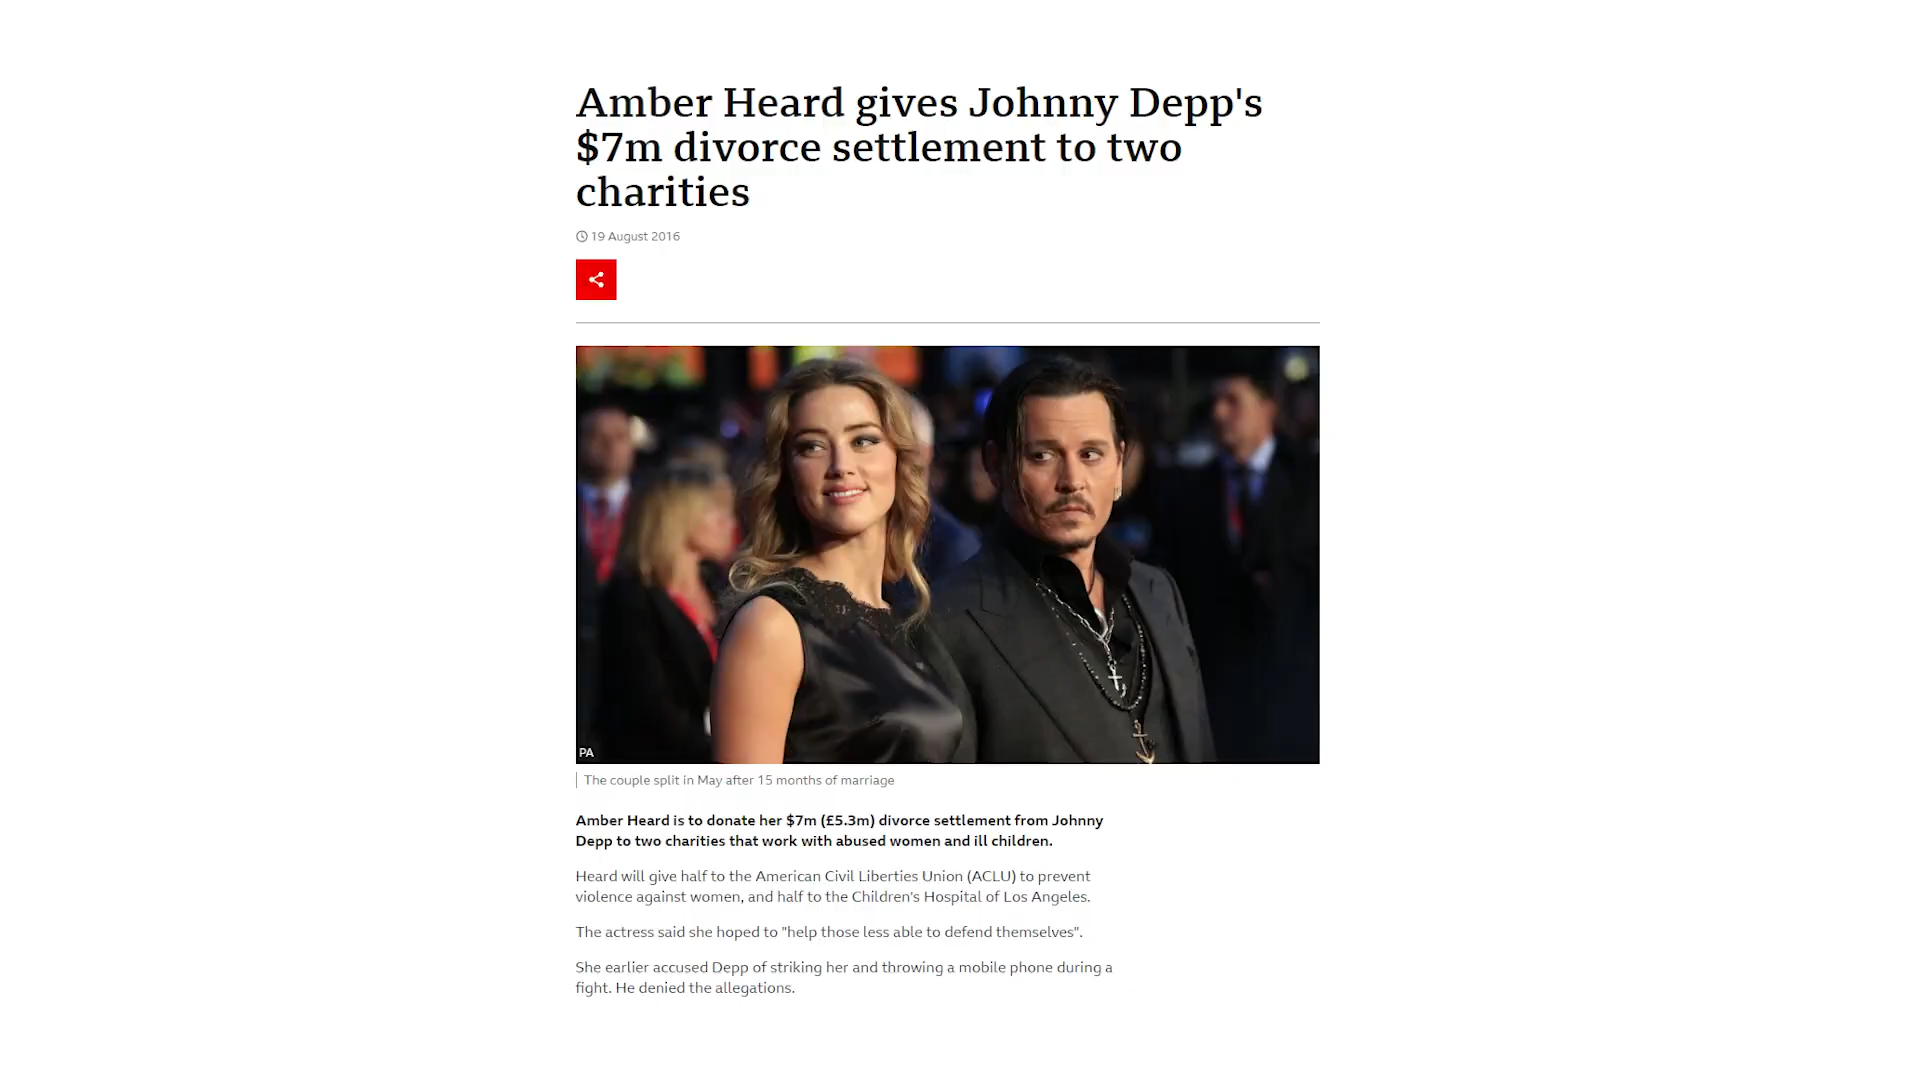 Amber Heard gives Johnny Depp's
$7m divorce settlement to two
charities
19 August 2016
PA
The couple split in May after 15 months of marriage
Amber Heard is to donate her $7m (£5.3m) divorce settlement from Johnny
Depp to two charities that work with abused women and ill children.
Heard will give half to the American Civil Liberties Union (ACLU) to prevent
violence against women, and half to the Children's Hospital of Los Angeles.
The actress said she hoped to "help those less able to defend themselves".
She earlier accused Depp of striking her and throwing a mobile phone during a
fight. He denied the allegations.